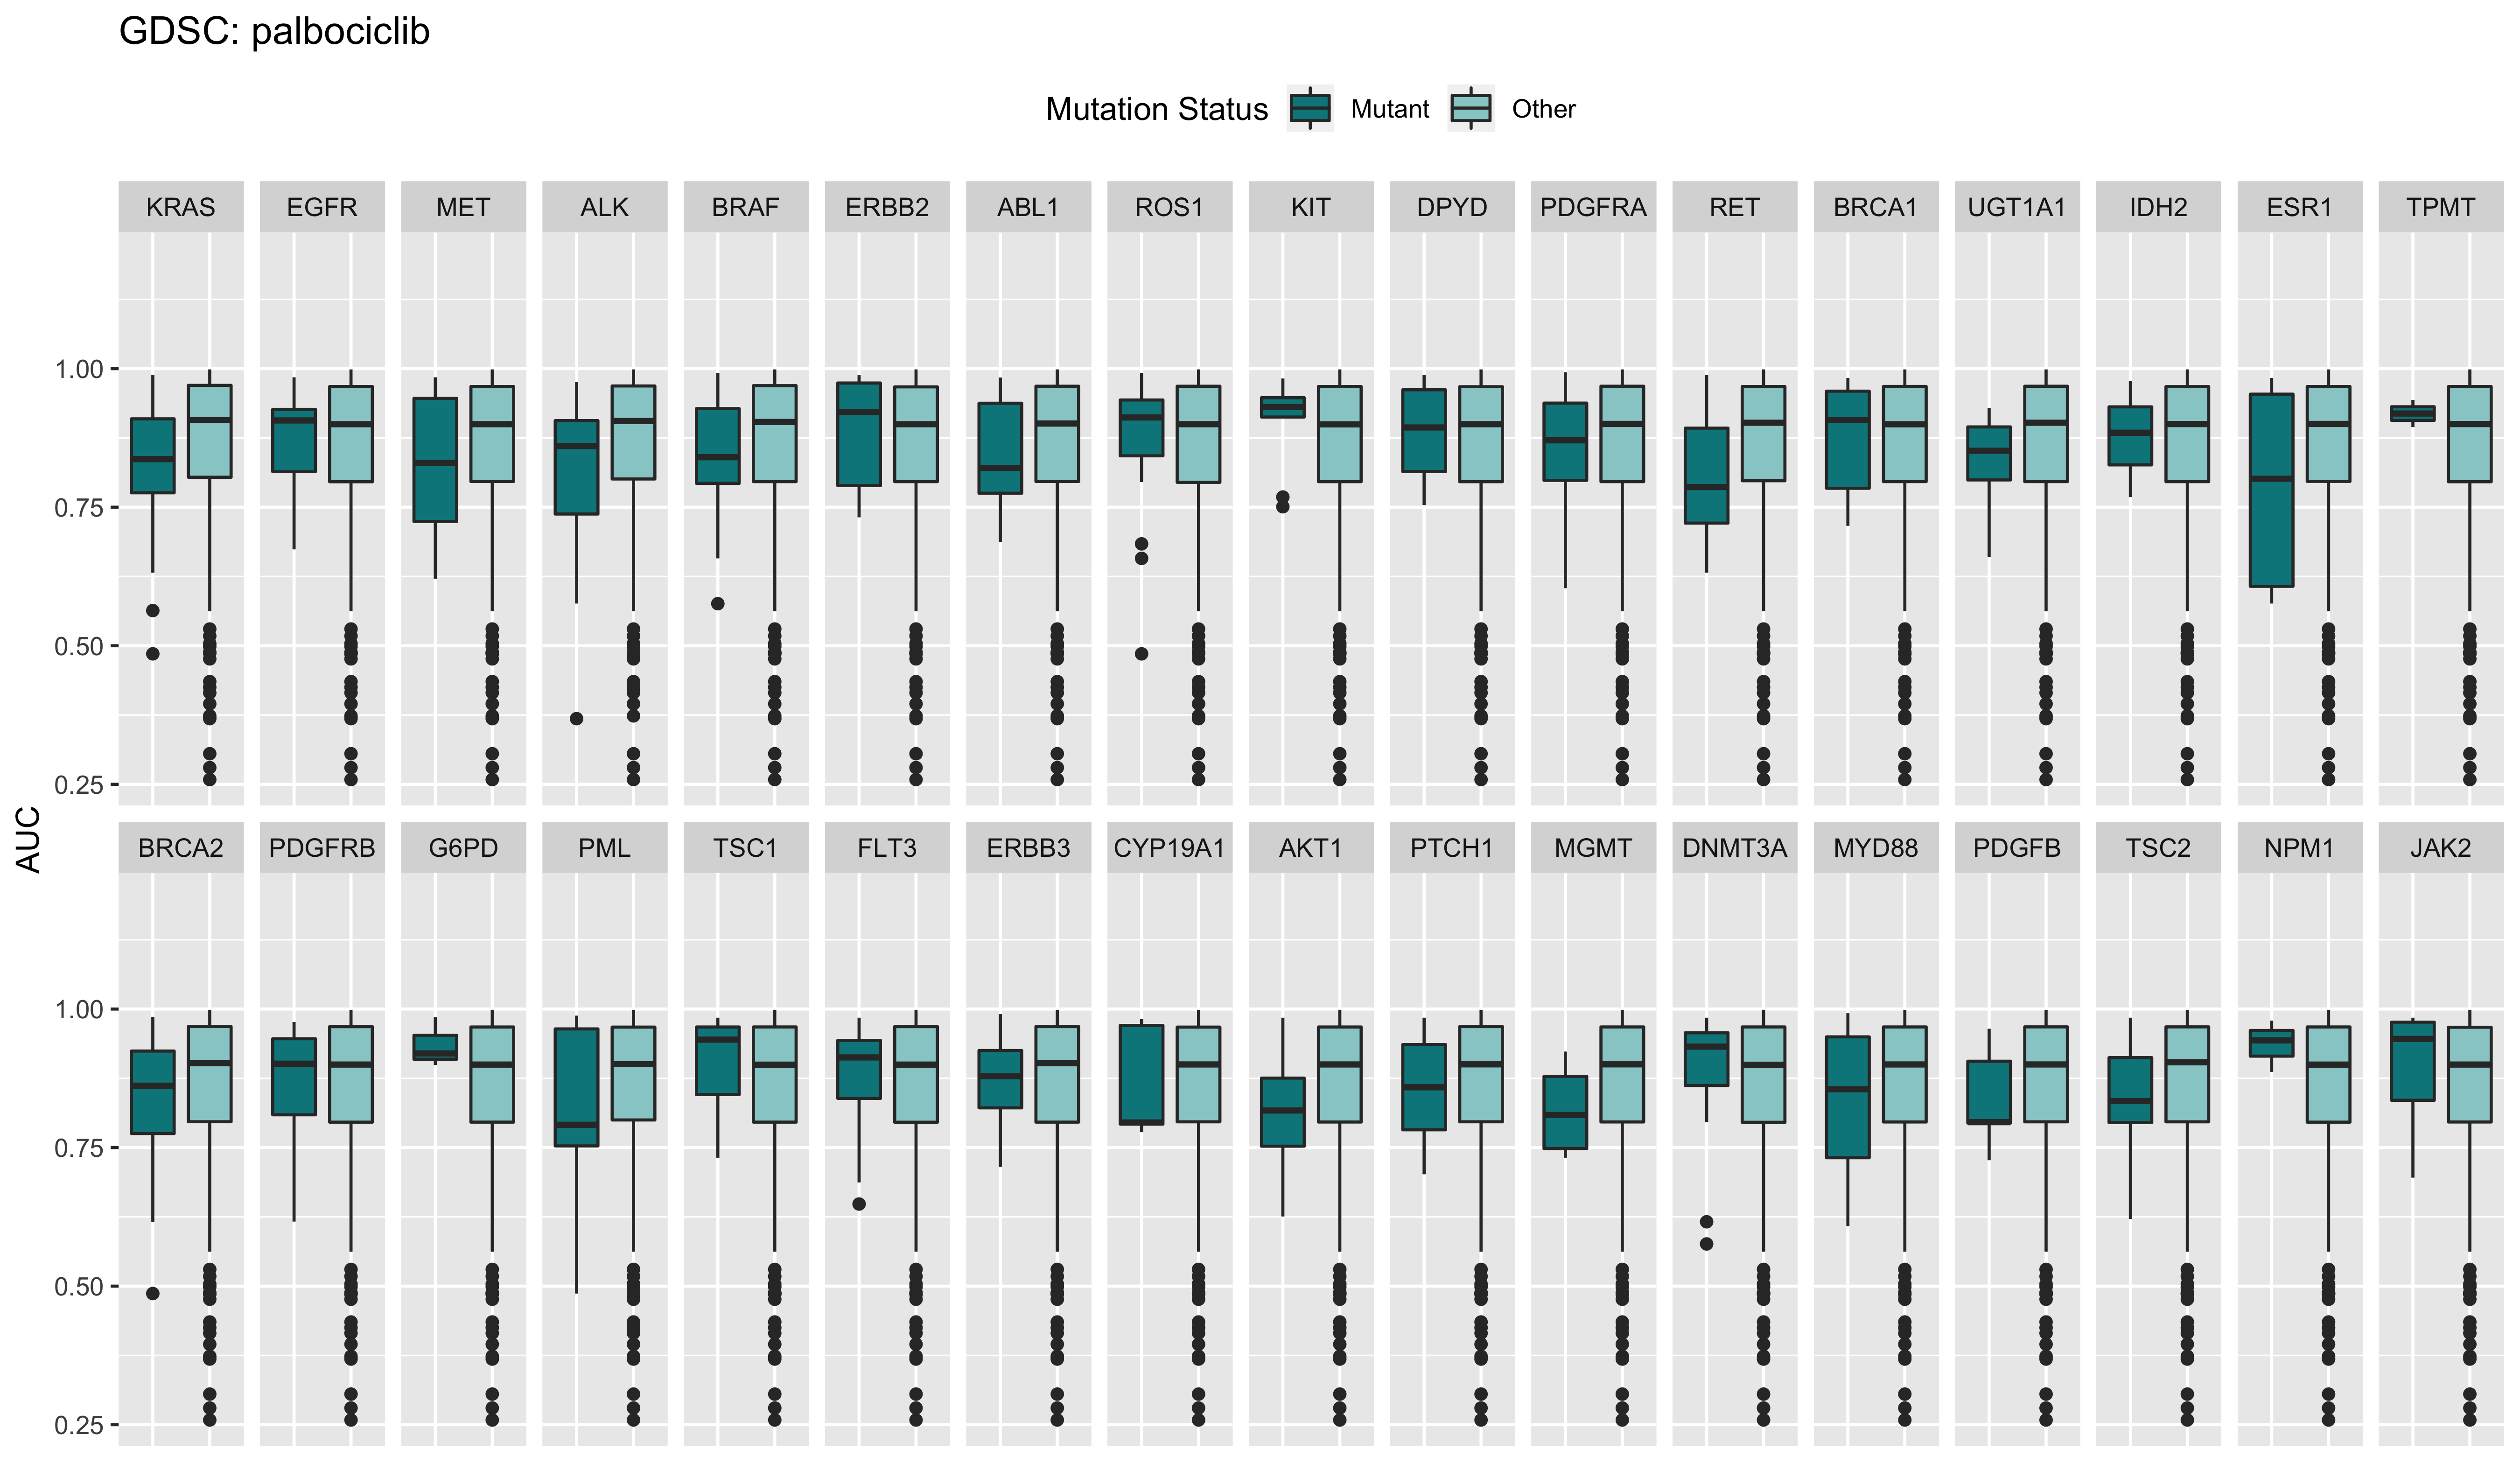 GDSC: palbociclib
Mutation Status Mutant Other
KRAS EGFR MET ALK BRAF ERBB2 ABL1 ROS1 KIT DPYD PDGFRA RET BRCA1 UGT1A1 IDH2 ESR1 TPMT
1.00
0.75
0.50
0.25
AUC
BRCA2 PDGFRB G6PD PML TSC1 FLT3 ERBB3 CYP19A1 AKT1 PTCH1 MGMT DNMT3A MYD88 PDGFB TSC2 NPM1 JAK2
1.00
0.75
0.50
0.25